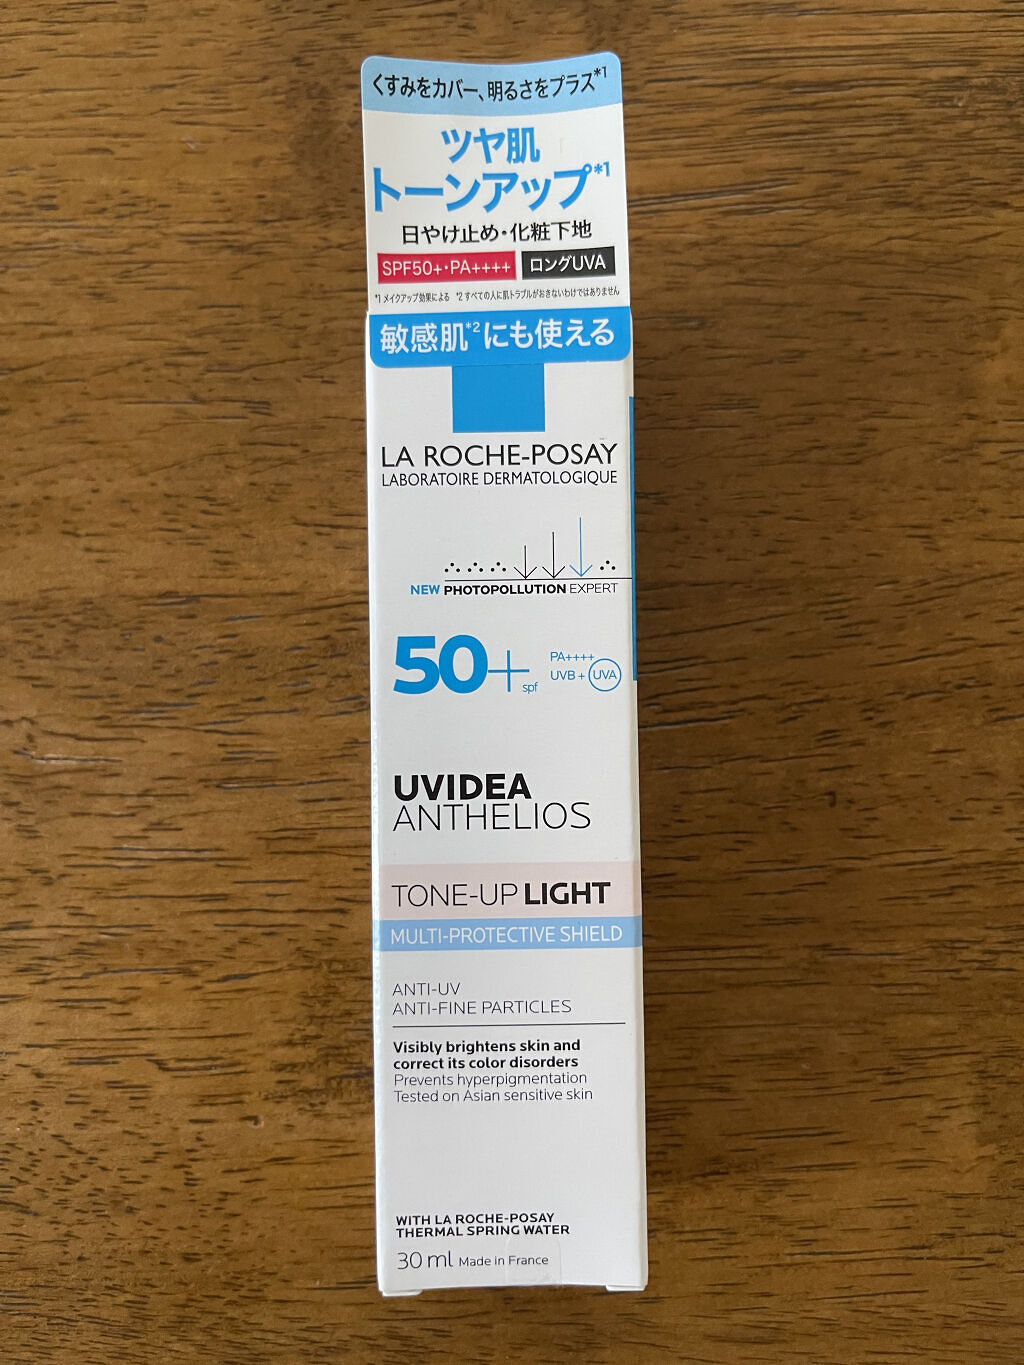 くすみをカバー、明るさをプラス*1
ツヤ肌
トーンアップ*1
日やけ止め・化粧下地
SPF50+・PA++++ ロングUVA
*1 メイクアップ効果による *2 すべての人に肌トラブルがおきないわけではありません
敏感肌*2にも使える
LA ROCHE-POSAY
LABORATOIRE DERMATOLOGIQUE
NEW PHOTOPOLLUTION EXPERT
50+ spf
PA++++
UVB + UVA
UVIDEA
ANTHELIOS
TONE-UP LIGHT
MULTI-PROTECTIVE SHIELD
ANTI-UV
ANTI-FINE PARTICLES
Visibly brightens skin and
correct its color disorders
Prevents hyperpigmentation
Tested on Asian sensitive skin
WITH LA ROCHE-POSAY
THERMAL SPRING WATER
30 ml Made in France